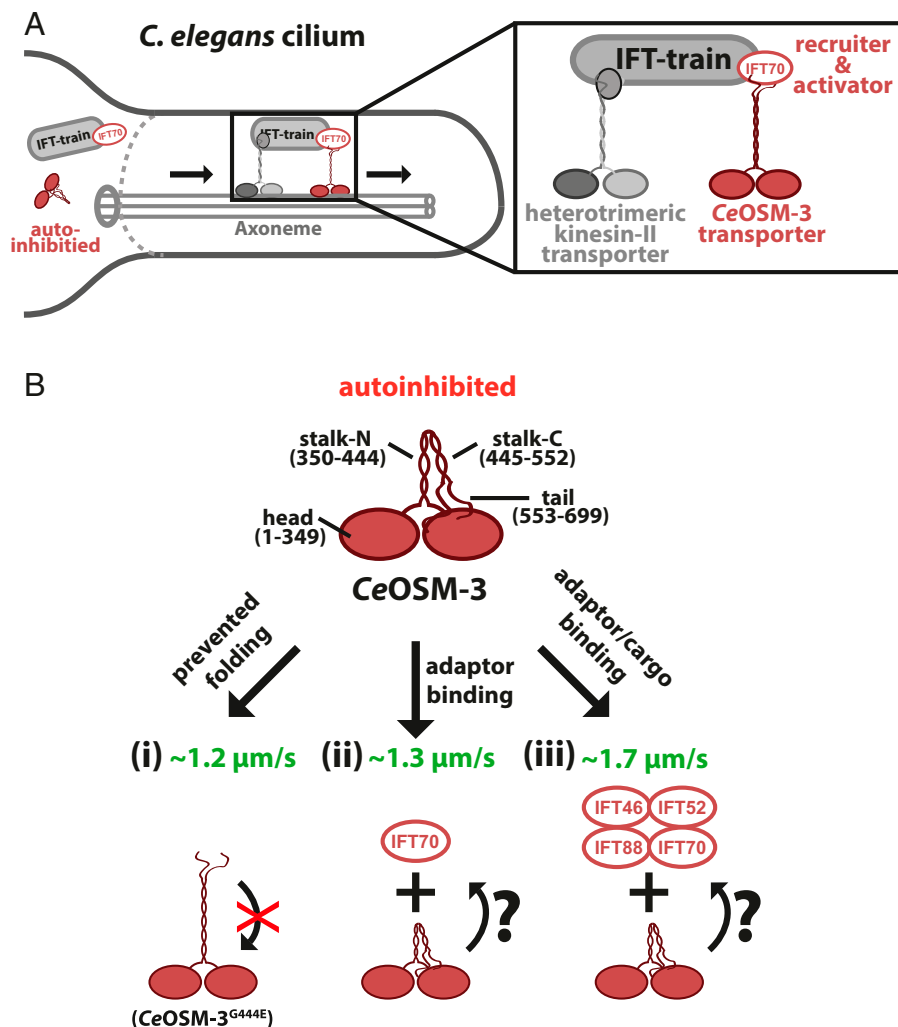 A
C. elegans cilium
IFT-train
IFT70
auto-
inhibitied
IFT-train
IFT70
Axoneme
IFT-train
IFT70
recruiter
&
activator
heterotrimeric
kinesin-II
transporter
CeOSM-3
transporter
B
autoinhibited
stalk-N
(350-444)
stalk-C
(445-552)
head
(1-349)
tail
(553-699)
CeOSM-3
prevented
folding
adaptor
binding
adaptor/cargo
binding
(i) ~1.2 µm/s
(ii) ~1.3 µm/s
(iii) ~1.7 µm/s
IFT70
IFT46 IFT52
IFT88 IFT70
+
?
+
?
(CeOSM-3G444E)